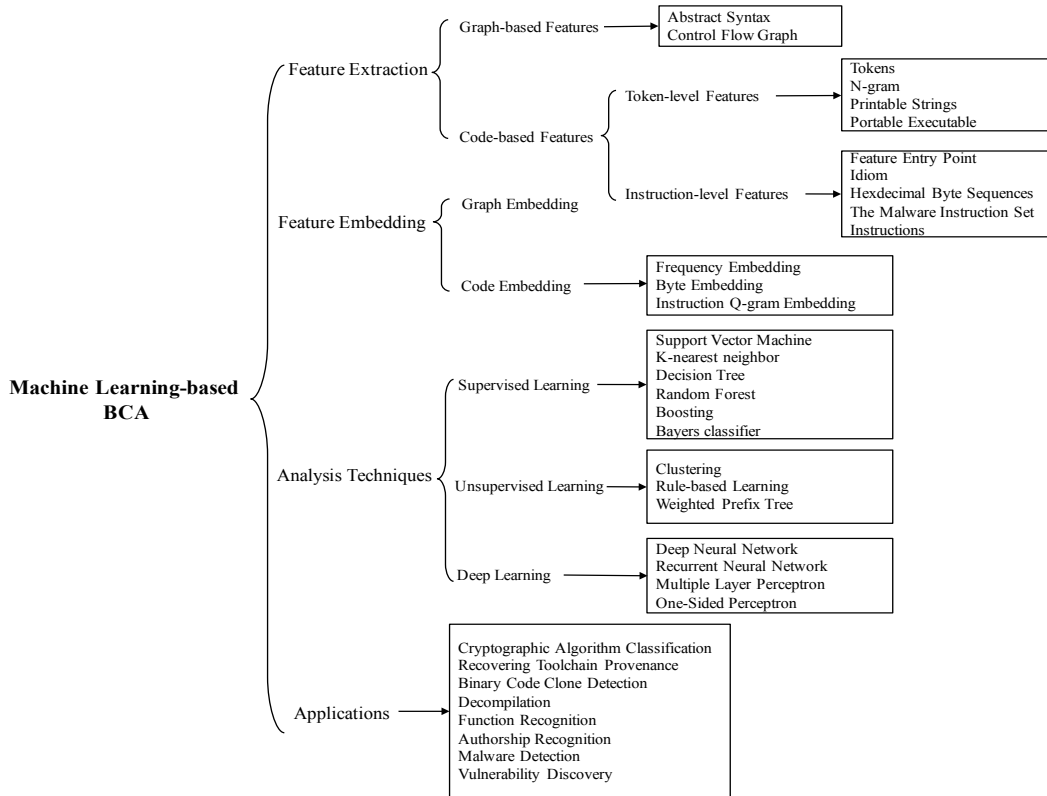 Machine Learning-based
BCA
Feature Extraction
Graph-based Features
Abstract Syntax
Control Flow Graph
Code-based Features
Token-level Features
Tokens
N-gram
Printable Strings
Portable Executable
Instruction-level Features
Feature Entry Point
Idiom
Hexdecimal Byte Sequences
The Malware Instruction Set
Instructions
Feature Embedding
Graph Embedding
Code Embedding
Frequency Embedding
Byte Embedding
Instruction Q-gram Embedding
Analysis Techniques
Supervised Learning
Support Vector Machine
K-nearest neighbor
Decision Tree
Random Forest
Boosting
Bayers classifier
Unsupervised Learning
Clustering
Rule-based Learning
Weighted Prefix Tree
Deep Learning
Deep Neural Network
Recurrent Neural Network
Multiple Layer Perceptron
One-Sided Perceptron
Applications
Cryptographic Algorithm Classification
Recovering Toolchain Provenance
Binary Code Clone Detection
Decompilation
Function Recognition
Authorship Recognition
Malware Detection
Vulnerability Discovery